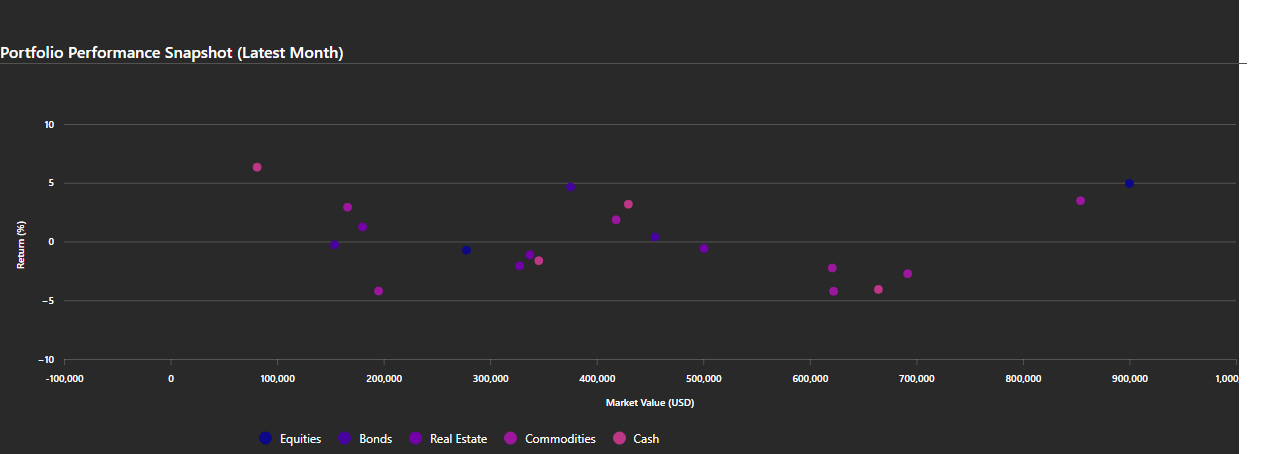 Portfolio Performance Snapshot (Latest Month)
10
5
0
−5
−10
Return (%)
-100,000 0 100,000 200,000 300,000 400,000 500,000 600,000 700,000 800,000 900,000 1,000
Market Value (USD)
Equities Bonds Real Estate Commodities Cash